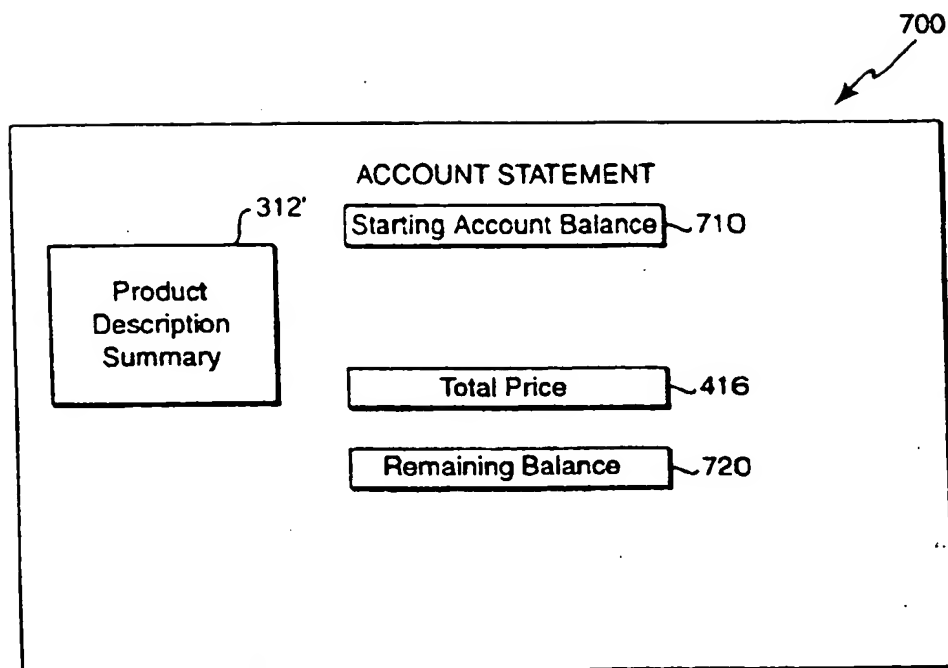 700
ACCOUNT STATEMENT
312'
Starting Account Balance 710
Product
Description
Summary
Total Price 416
Remaining Balance 720